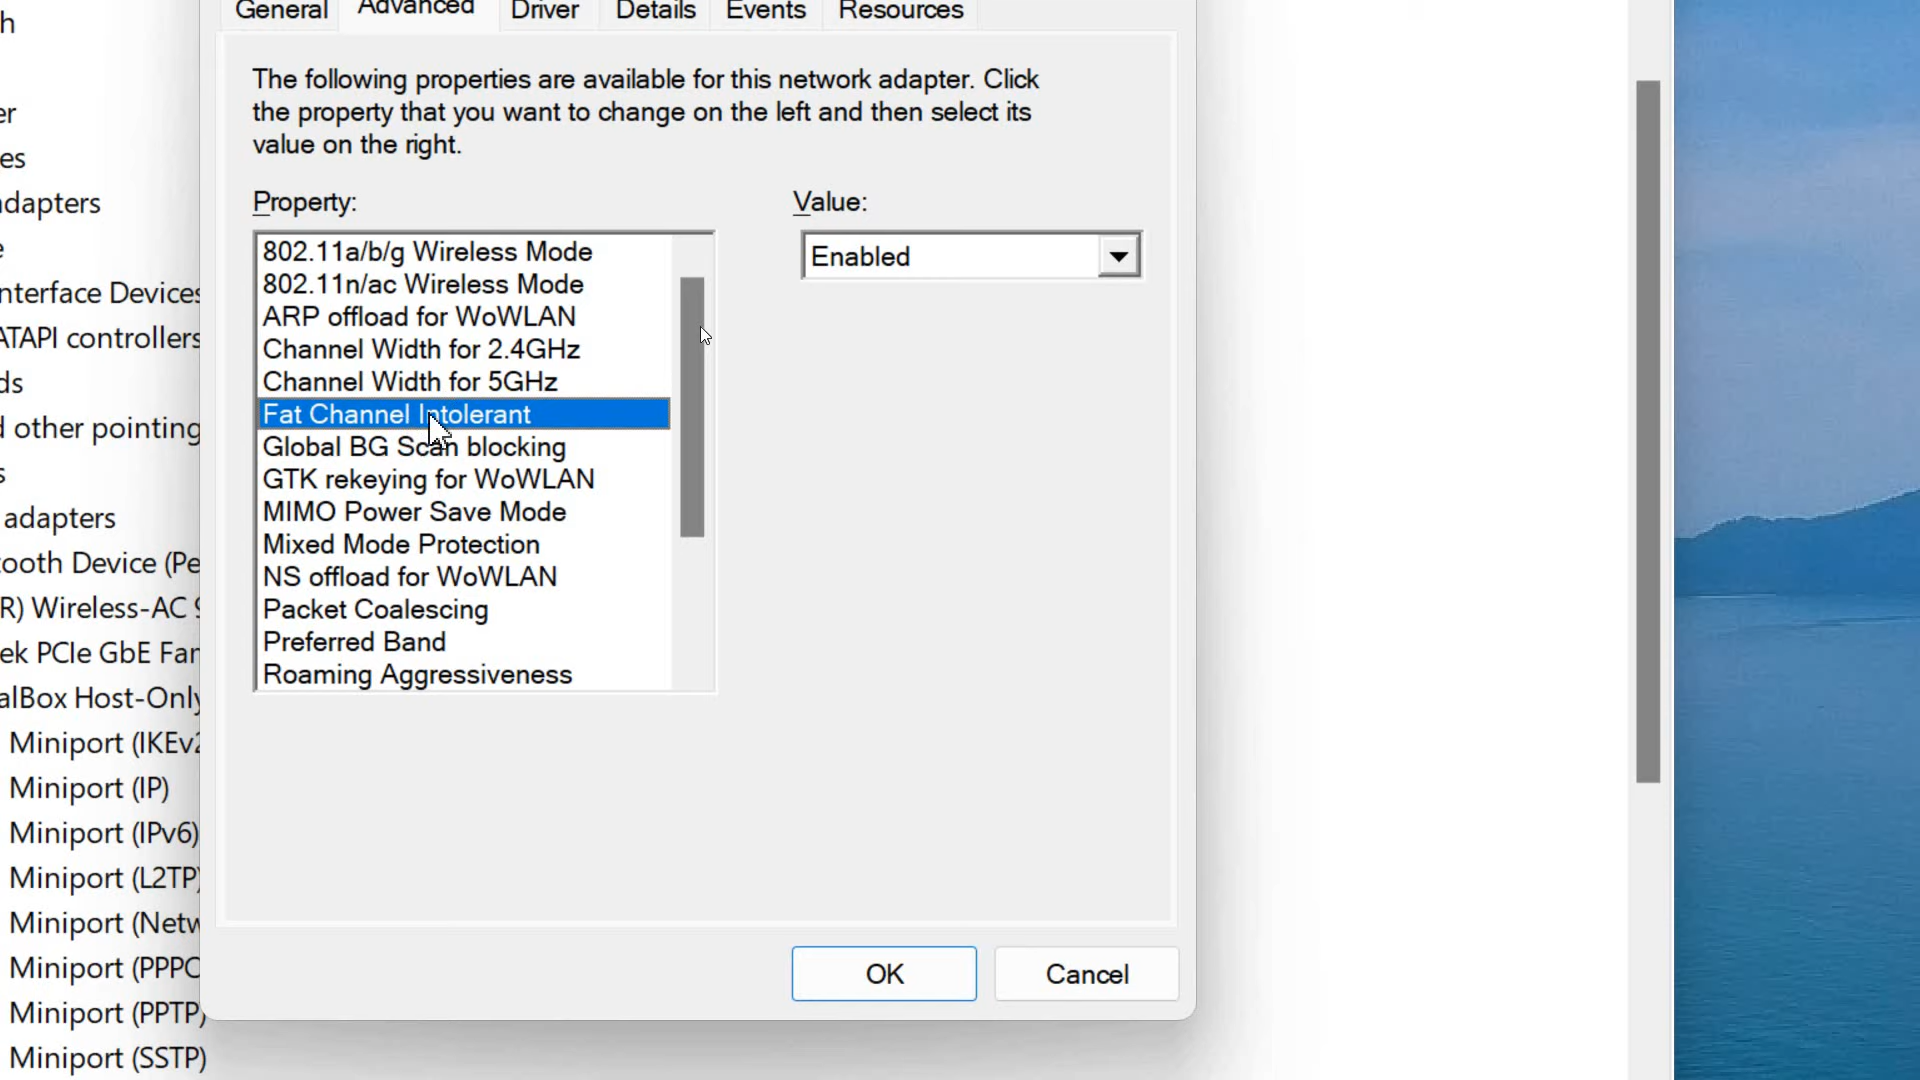 General
Advanced
Driver
Details
Events
Resources
The following properties are available for this network adapter. Click
the property that you want to change on the left and then select its
value on the right.
Property:
802.11a/b/g Wireless Mode
802.11n/ac Wireless Mode
ARP offload for WoWLAN
Channel Width for 2.4GHz
Channel Width for 5GHz
Fat Channel Intolerant
Global BG Scan blocking
GTK rekeying for WoWLAN
MIMO Power Save Mode
Mixed Mode Protection
NS offload for WoWLAN
Packet Coalescing
Preferred Band
Roaming Aggressiveness
Value:
Enabled
OK
Cancel
h
er
es
adapters
e
nterface Devices
ATAPI controllers
ds
d other pointing
s
adapters
tooth Device (Pe
R) Wireless-AC 9
ek PCIe GbE Fam
alBox Host-Only
Miniport (IKEv2
Miniport (IP)
Miniport (IPv6)
Miniport (L2TP)
Miniport (Netw
Miniport (PPPO
Miniport (PPTP)
Miniport (SSTP)